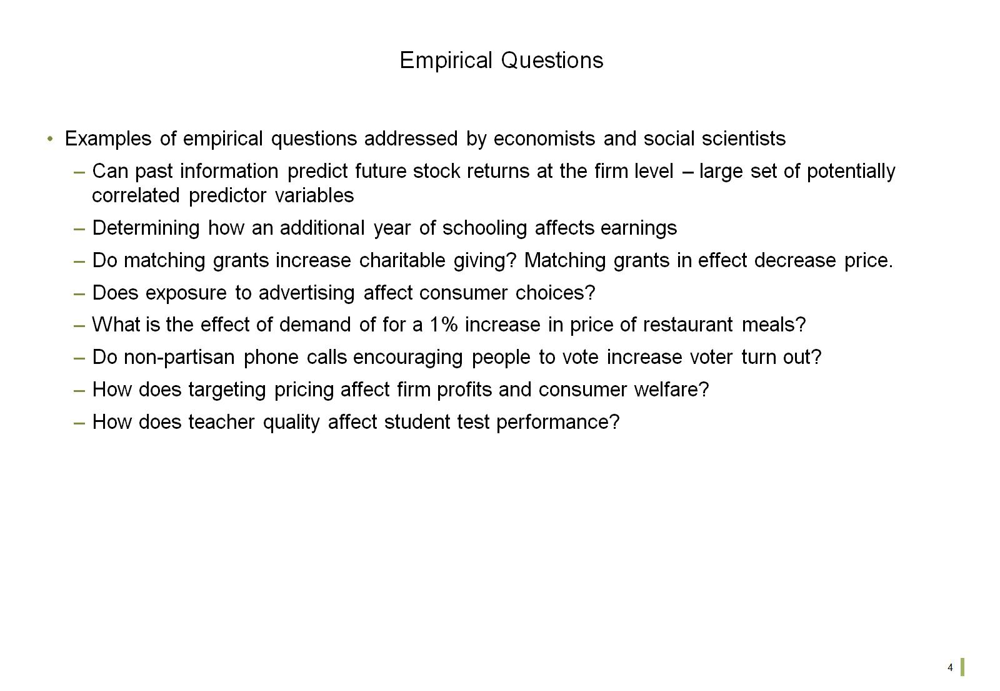 Empirical Questions
• Examples of empirical questions addressed by economists and social scientists
– Can past information predict future stock returns at the firm level – large set of potentially
correlated predictor variables
– Determining how an additional year of schooling affects earnings
– Do matching grants increase charitable giving? Matching grants in effect decrease price.
– Does exposure to advertising affect consumer choices?
– What is the effect of demand of for a 1% increase in price of restaurant meals?
– Do non-partisan phone calls encouraging people to vote increase voter turn out?
– How does targeting pricing affect firm profits and consumer welfare?
– How does teacher quality affect student test performance?
4